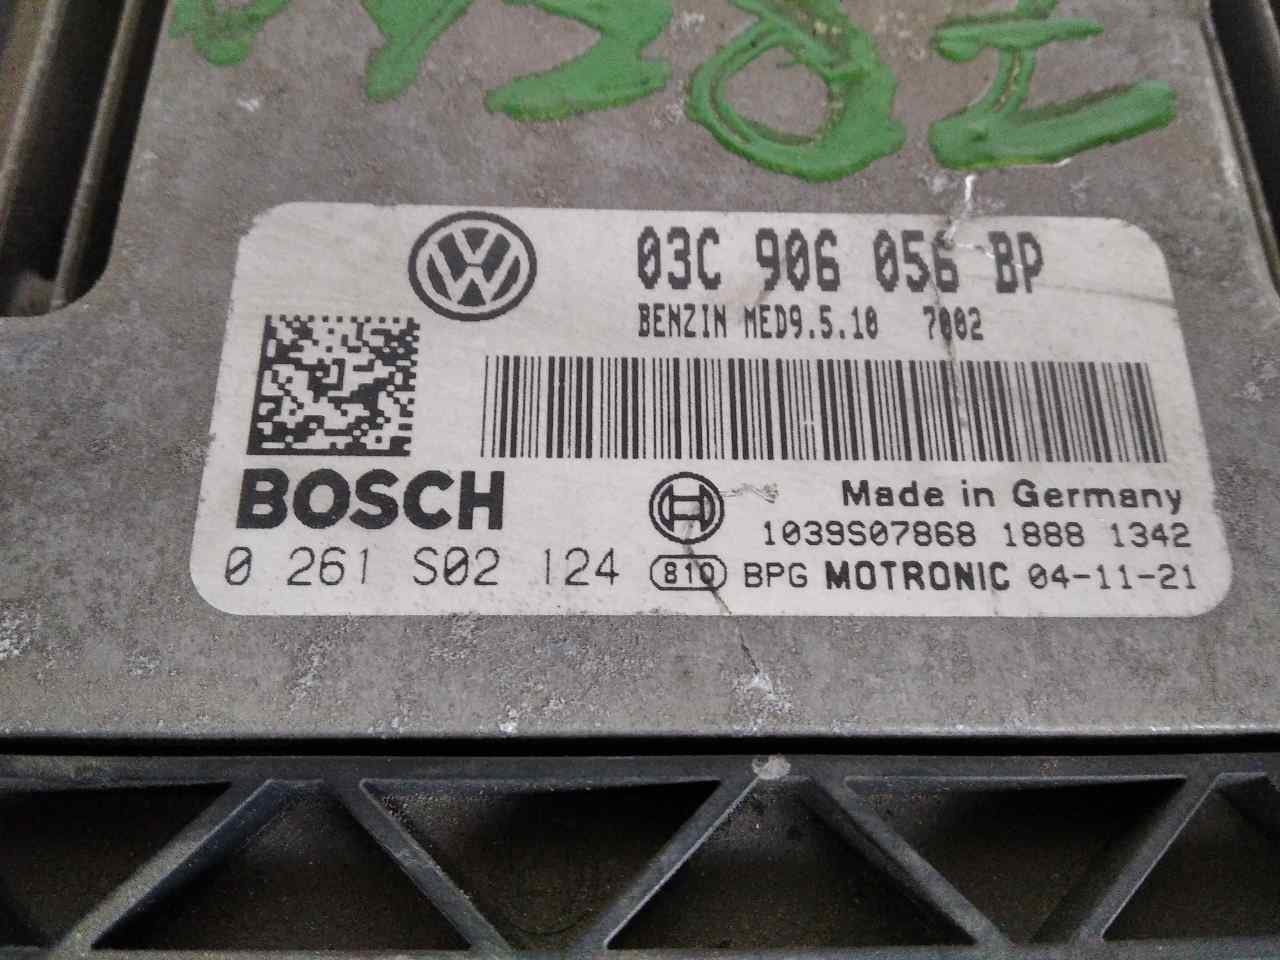 03C 906 056 BP
BENZIN MED9.5.10 7002
BOSCH
Made in Germany
1039S07868 1888 1342
0 261 S02 124 810 BPG MOTRONIC 04-11-21